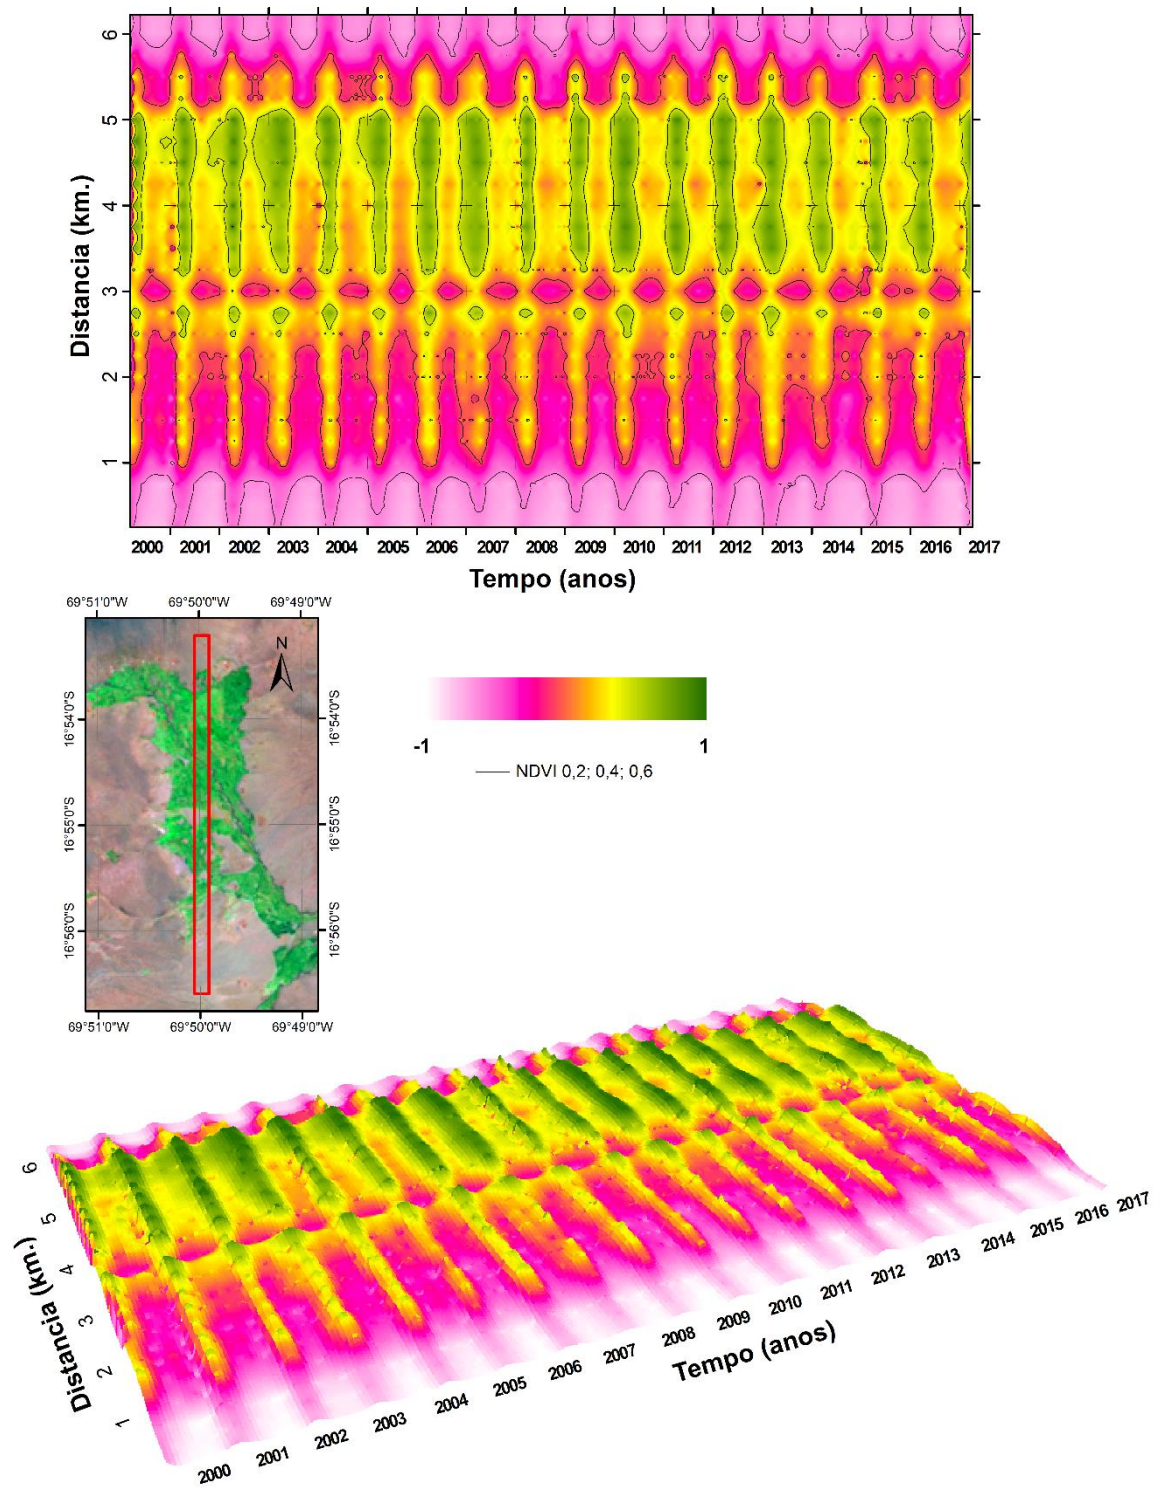 6
5
4
3
2
1
Distancia (km.)
2000 2001 2002 2003 2004 2005 2006 2007 2008 2009 2010 2011 2012 2013 2014 2015 2016 2017
Tempo (anos)
69°51'0"W 69°50'0"W 69°49'0"W
N
16°54'0"S 16°54'0"S
16°55'0"S 16°55'0"S
16°56'0"S 16°56'0"S
69°51'0"W 69°50'0"W 69°49'0"W
-1 1
NDVI 0,2; 0,4; 0,6
6
5
4
3
2
1
Distancia (km.)
2000 2001 2002 2003 2004 2005 2006 2007 2008 2009 2010 2011 2012 2013 2014 2015 2016 2017
Tempo (anos)